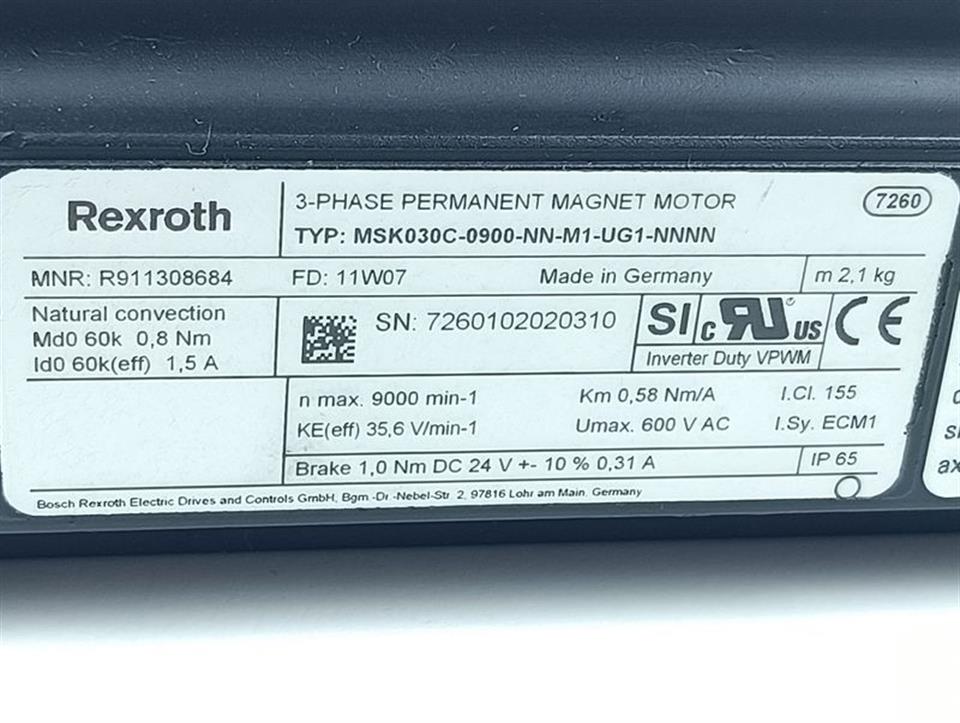 Rexroth
3-PHASE PERMANENT MAGNET MOTOR
7260
TYP: MSK030C-0900-NN-M1-UG1-NNNN
MNR: R911308684
FD: 11W07
Made in Germany
m 2,1 kg
Natural convection
Md0 60k 0,8 Nm
Id0 60k(eff) 1,5 A
SN: 7260102020310
SI
c RU US
Inverter Duty VPWM
CE
n max. 9000 min-1
Km 0,58 Nm/A
I.Cl. 155
KE(eff) 35,6 V/min-1
Umax. 600 V AC
I.Sy. ECM1
Brake 1,0 Nm DC 24 V +- 10 % 0,31 A
IP 65
Bosch Rexroth Electric Drives and Controls GmbH, Bgm.-Dr.-Nebel-Str. 2, 97816 Lohr am Main, Germany